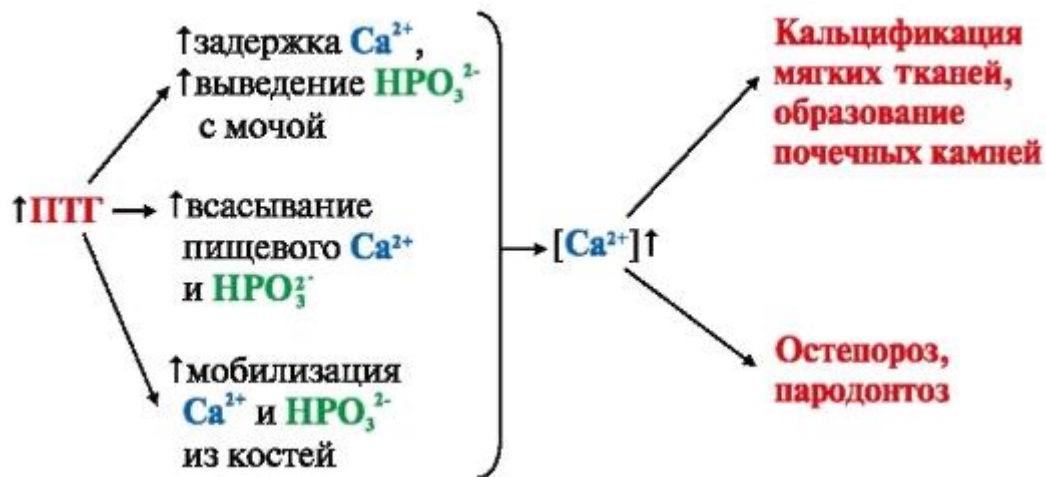 ↑задержка Ca²⁺,
↑выведение HPO₃²⁻
с мочой
↑ПТГ
↑всасывание
пищевого Ca²⁺
и HPO₃²⁻
↑мобилизация
Ca²⁺ и HPO₃²⁻
из костей
[Ca²⁺]↑
Кальцификация
мягких тканей,
образование
почечных камней
Остепороз,
пародонтоз